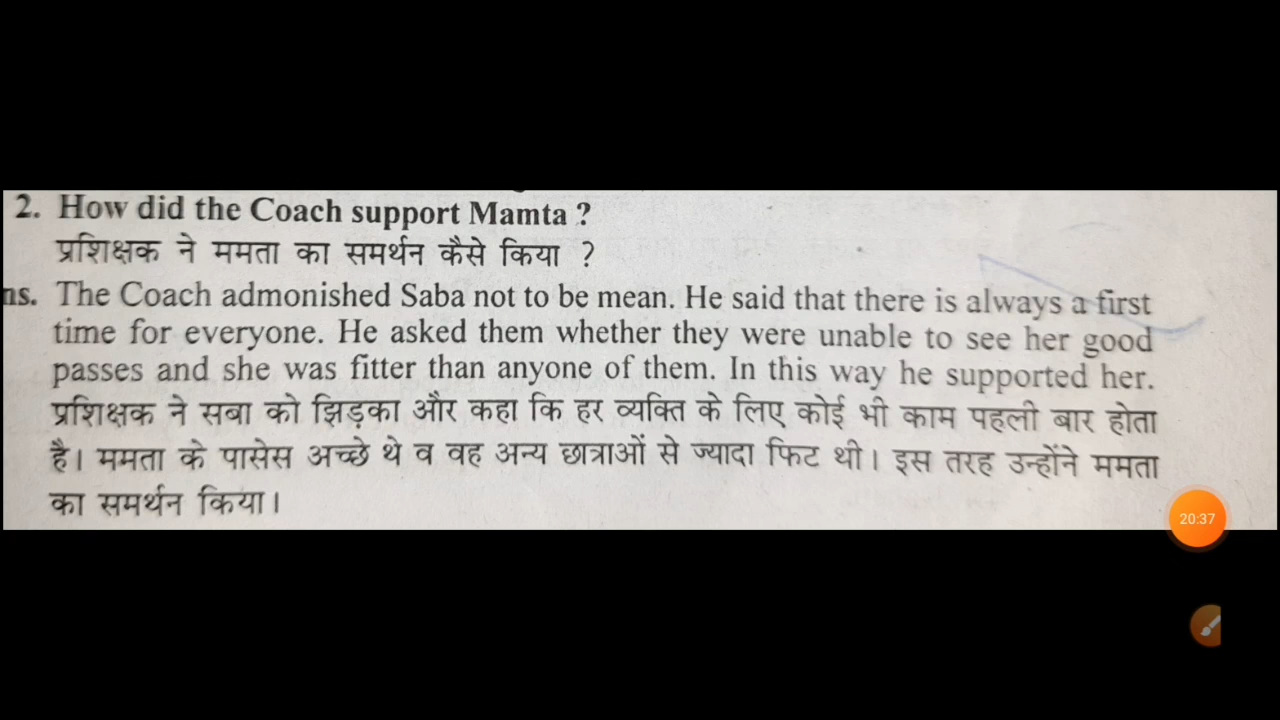 2. How did the Coach support Mamta ?
प्रशिक्षक ने ममता का समर्थन कैसे किया ?
ns. The Coach admonished Saba not to be mean. He said that there is always a first
time for everyone. He asked them whether they were unable to see her good
passes and she was fitter than anyone of them. In this way he supported her.
प्रशिक्षक ने सबा को झिड़का और कहा कि हर व्यक्ति के लिए कोई भी काम पहली बार होता
है। ममता के पासेस अच्छे थे व वह अन्य छात्राओं से ज्यादा फिट थी। इस तरह उन्होंने ममता
का समर्थन किया।
20:37